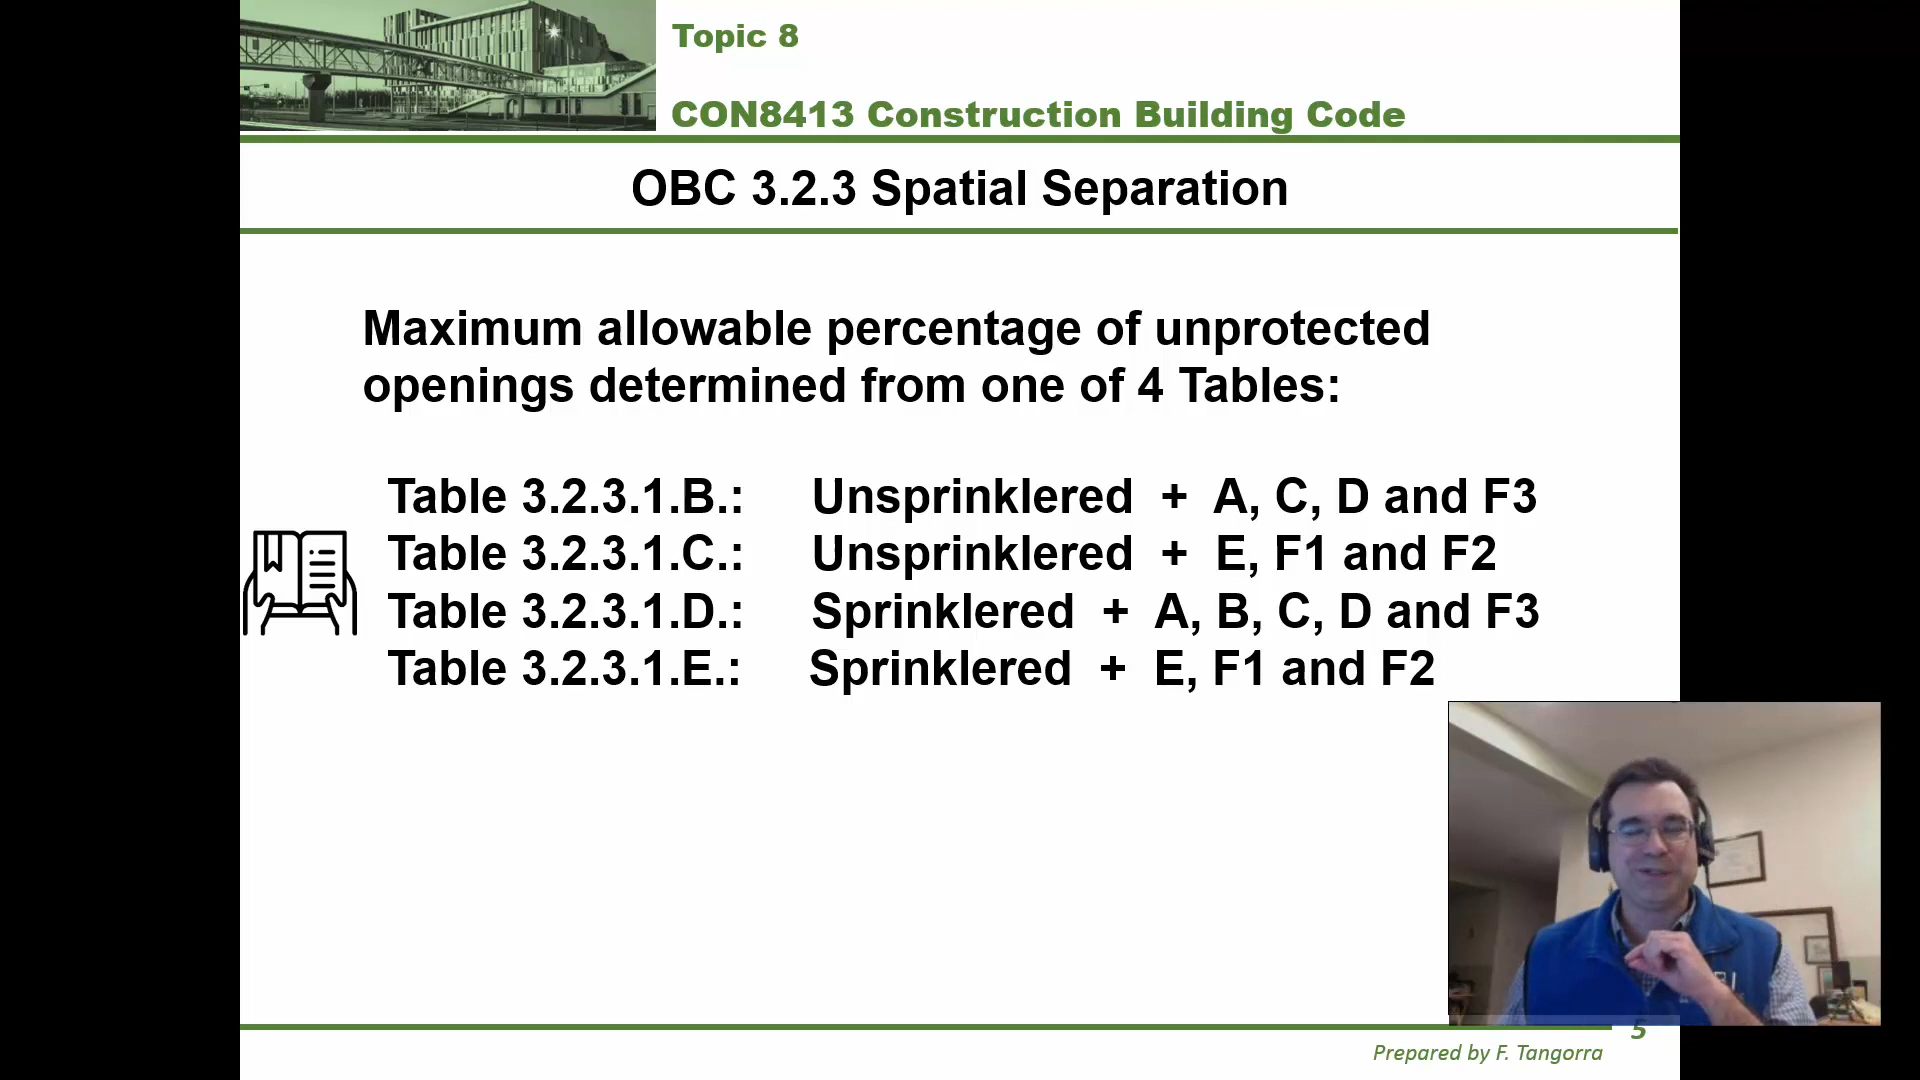 Topic 8
CON8413 Construction Building Code
OBC 3.2.3 Spatial Separation
Maximum allowable percentage of unprotected
openings determined from one of 4 Tables:
Table 3.2.3.1.B.: Unsprinklered + A, C, D and F3
Table 3.2.3.1.C.: Unsprinklered + E, F1 and F2
Table 3.2.3.1.D.: Sprinklered + A, B, C, D and F3
Table 3.2.3.1.E.: Sprinklered + E, F1 and F2
5
Prepared by F. Tangorra